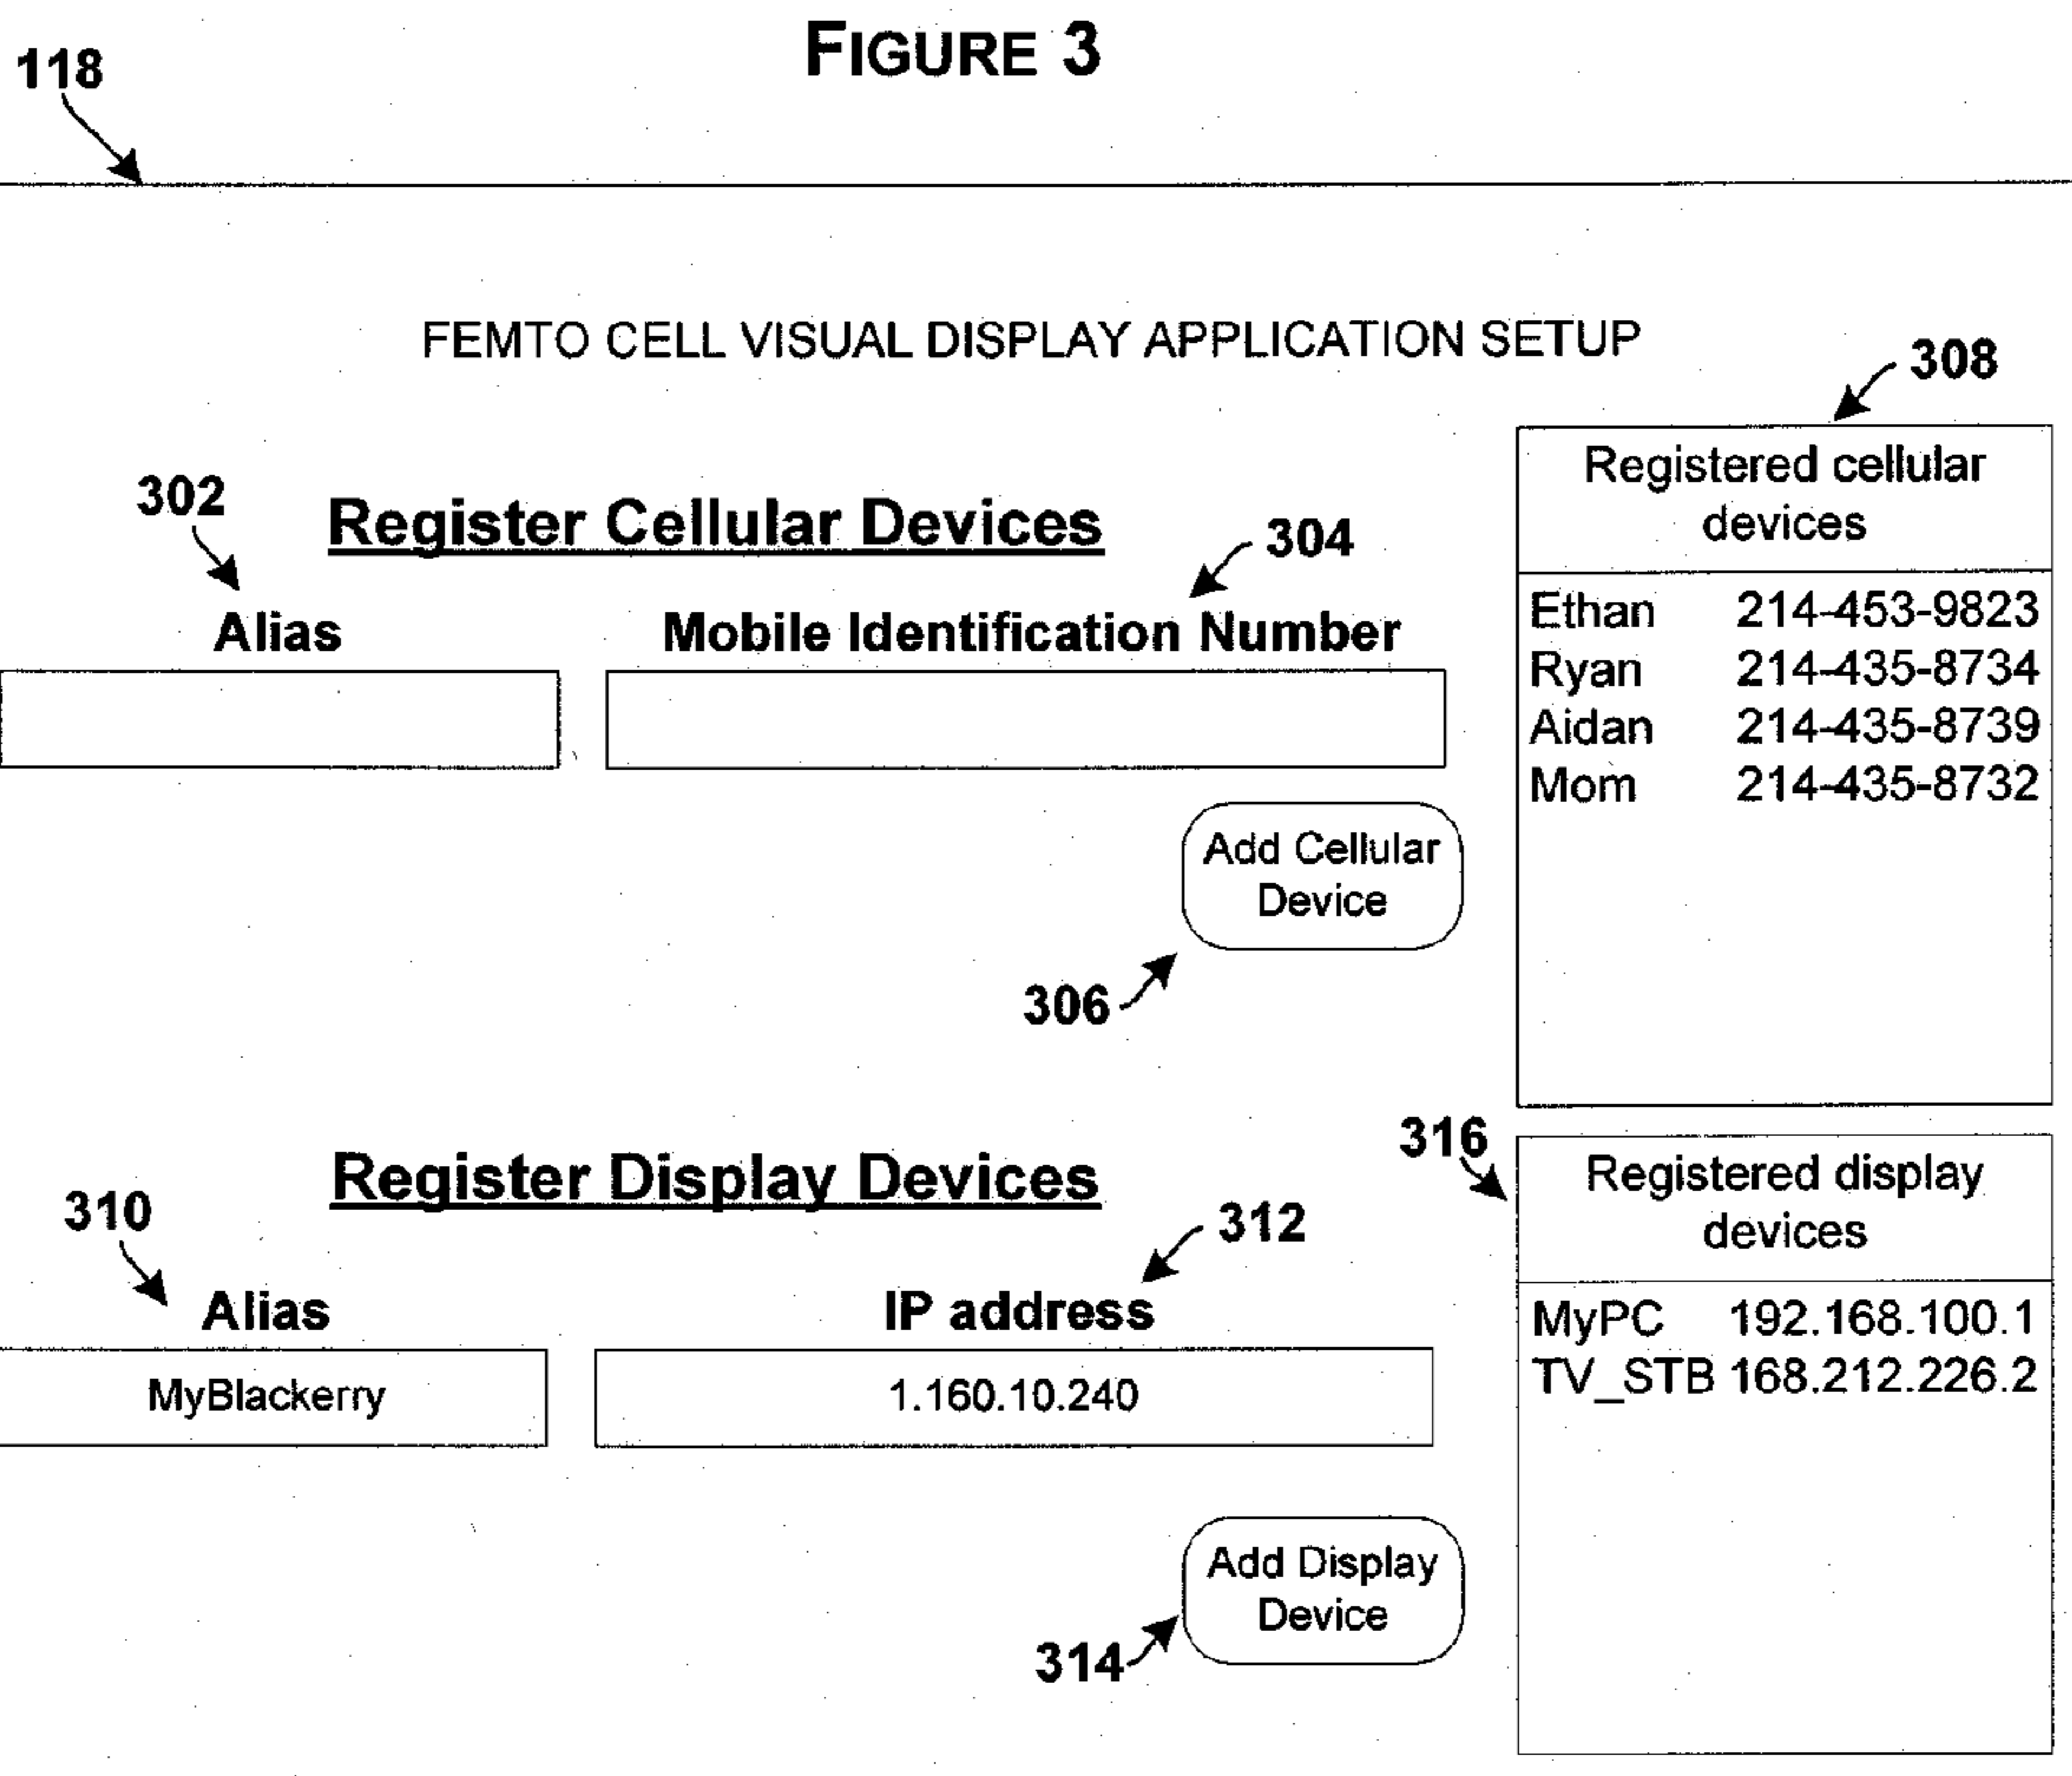 FIGURE 3
118
FEMTO CELL VISUAL DISPLAY APPLICATION SETUP
308
Registered cellular
devices
302
Register Cellular Devices
304
Alias
Mobile Identification Number
Ethan 214-453-9823
Ryan 214-435-8734
Aidan 214-435-8739
Mom 214-435-8732
Add Cellular
Device
306
316
Registered display
devices
Register Display Devices
310
312
Alias
IP address
MyPC 192.168.100.1
TV_STB 168.212.226.2
MyBlackerry
1.160.10.240
Add Display
Device
314